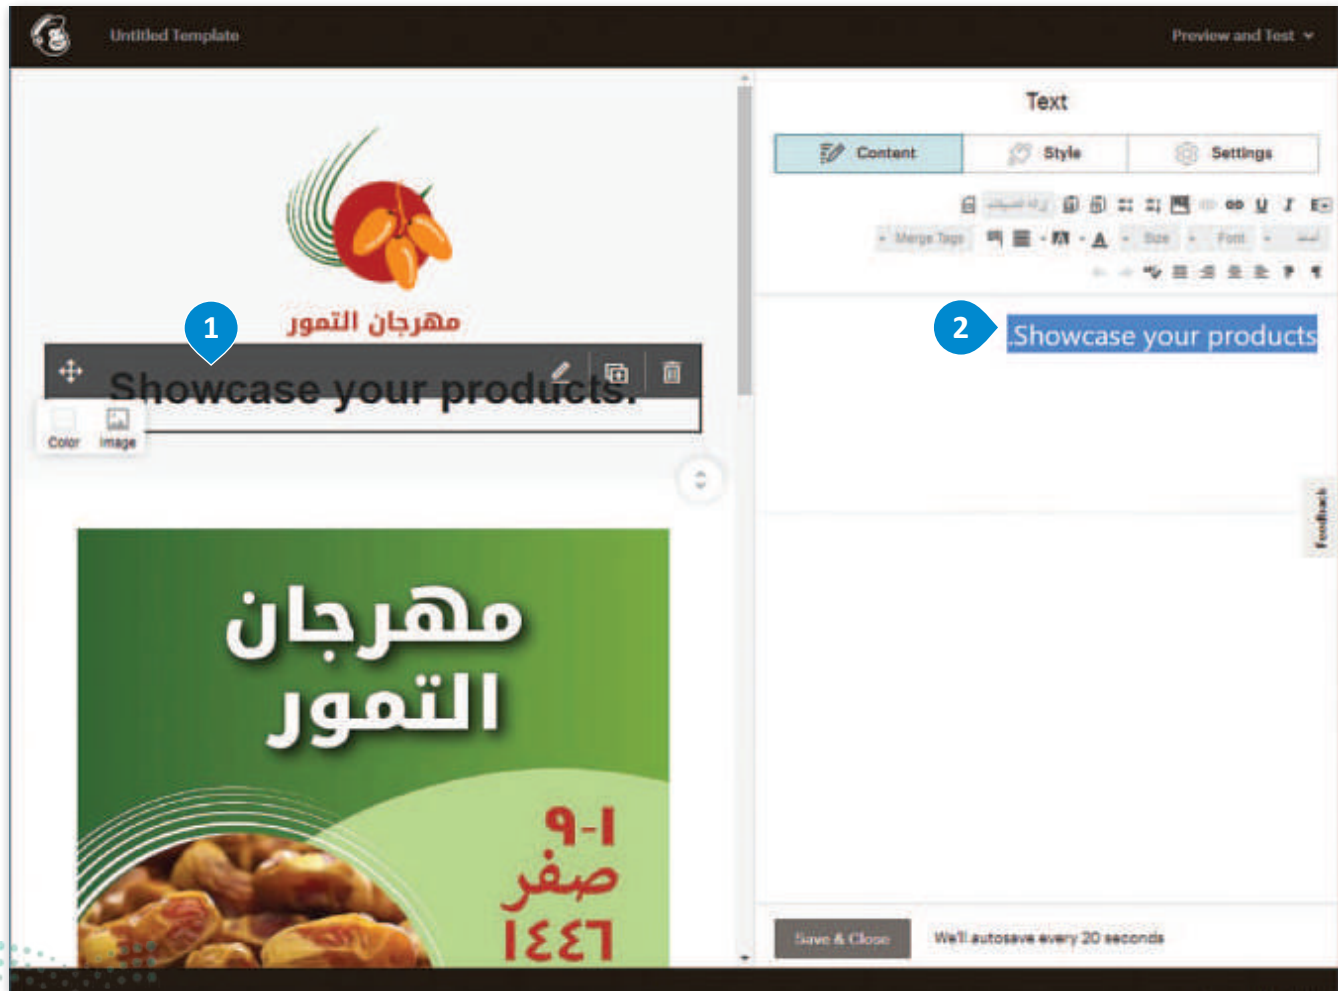 Untitled Template
Preview and Test
مهرجان التمور
1
Showcase your products.
Color
Image
مهرجان
التمور
٩-١
صفر
١٤٤٦
Text
Content
Style
Settings
Merge Tags
Size
Font
2
.Showcase your products
Feedback
Save & Close
We'll autosave every 20 seconds